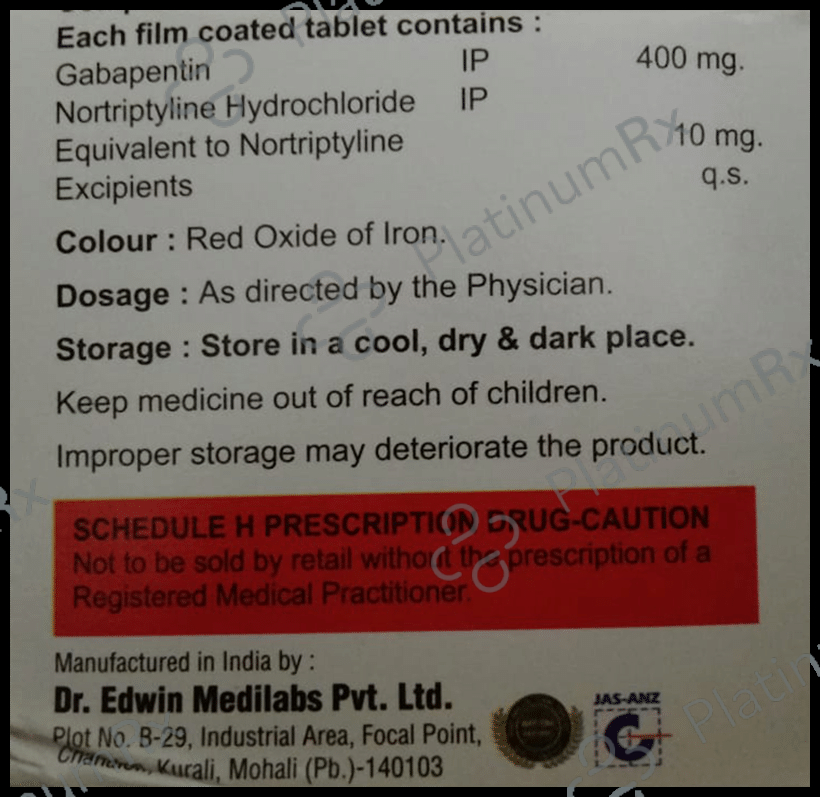 Each film coated tablet contains :
Gabapentin IP 400 mg.
Nortriptyline Hydrochloride IP
Equivalent to Nortriptyline 10 mg.
Excipients q.s.
Colour : Red Oxide of Iron.
Dosage : As directed by the Physician.
Storage : Store in a cool, dry & dark place.
Keep medicine out of reach of children.
Improper storage may deteriorate the product.
SCHEDULE H PRESCRIPTION DRUG-CAUTION
Not to be sold by retail without the prescription of a
Registered Medical Practitioner.
Manufactured in India by :
Dr. Edwin Medilabs Pvt. Ltd.
JAS-ANZ
Plot No. B-29, Industrial Area, Focal Point,
Kurali, Mohali (Pb.)-140103
PlatinumRx
PlatinumRx